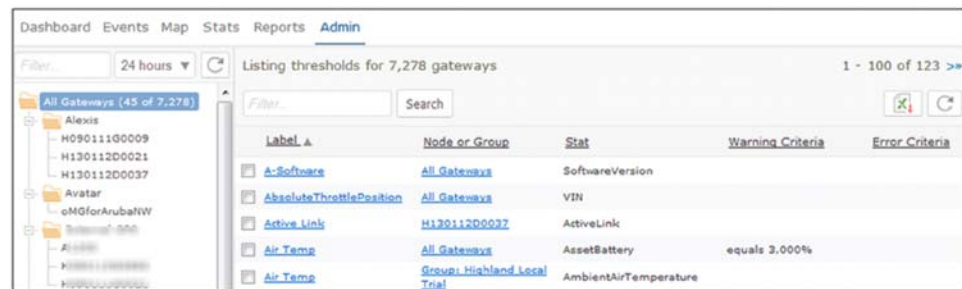 Dashboard Events Map Stats Reports Admin
Filter... 24 hours ▼
All Gateways (45 of 7,278)
Alexis
H090111G0009
H130112D0021
H130112D0037
Avatar
oMGforArubaNW
Listing thresholds for 7,278 gateways 1 - 100 of 123 >»
Filter... Search
Label ▲ Node or Group Stat Warning Criteria Error Criteria
A-Software All Gateways SoftwareVersion
AbsoluteThrottlePosition All Gateways VIN
Active Link H130112D0037 ActiveLink
Air Temp All Gateways AssetBattery equals 3.000%
Air Temp Group: Highland Local Trial AmbientAirTemperature